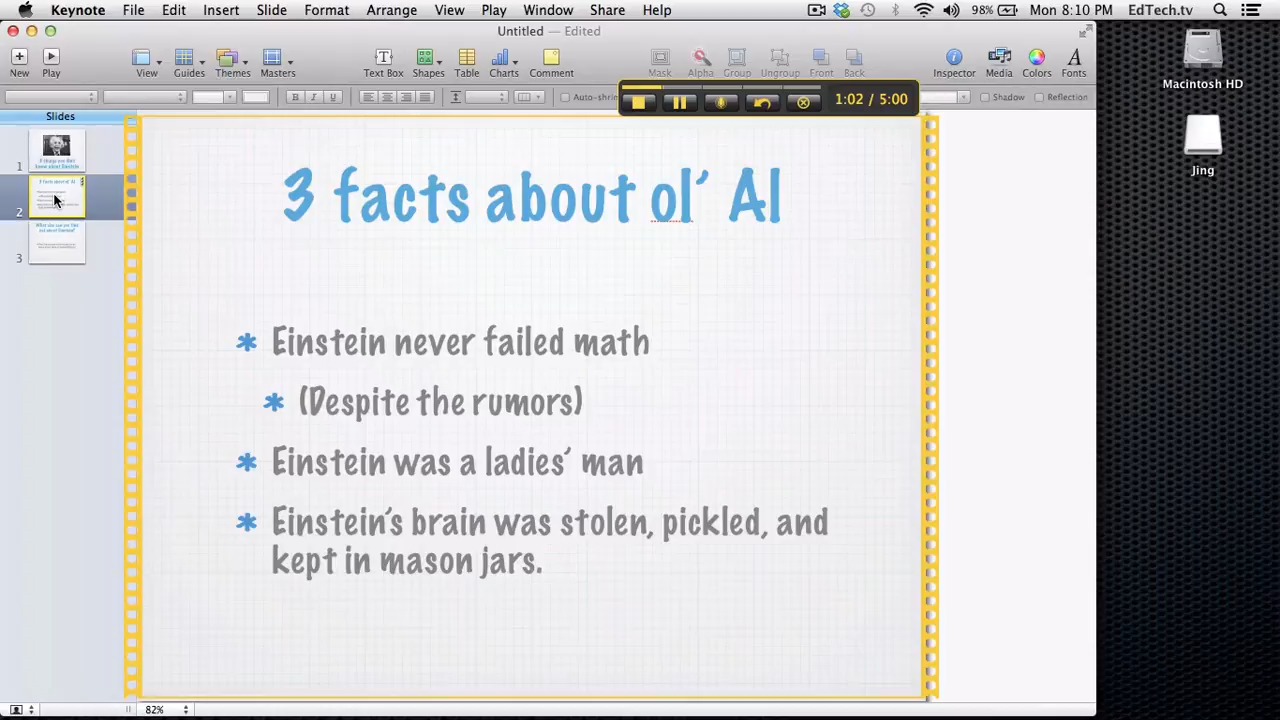 Keynote File Edit Insert Slide Format Arrange View Play Window Share Help 98% Mon 8:10 PM EdTech.tv
Untitled — Edited
New Play View Guides Themes Masters Text Box Shapes Table Charts Comment Mask Alpha Group Ungroup Front Back Inspector Media Colors Fonts
B I U Auto-shrin Shadow Reflection
1:02 / 5:00
Macintosh HD
Jing
Slides
1
2
3
3 facts about ol' Al
Einstein never failed math
(Despite the rumors)
Einstein was a ladies' man
Einstein's brain was stolen, pickled, and
kept in mason jars.
82%